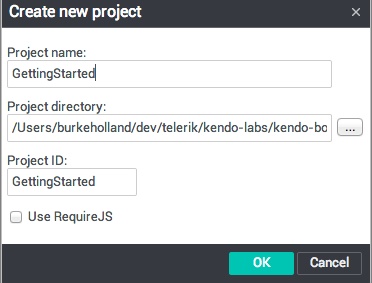 Create new project ×
Project name:
GettingStarted
Project directory:
/Users/burkeholland/dev/telerik/kendo-labs/kendo-bo ...
Project ID:
GettingStarted
Use RequireJS
OK Cancel